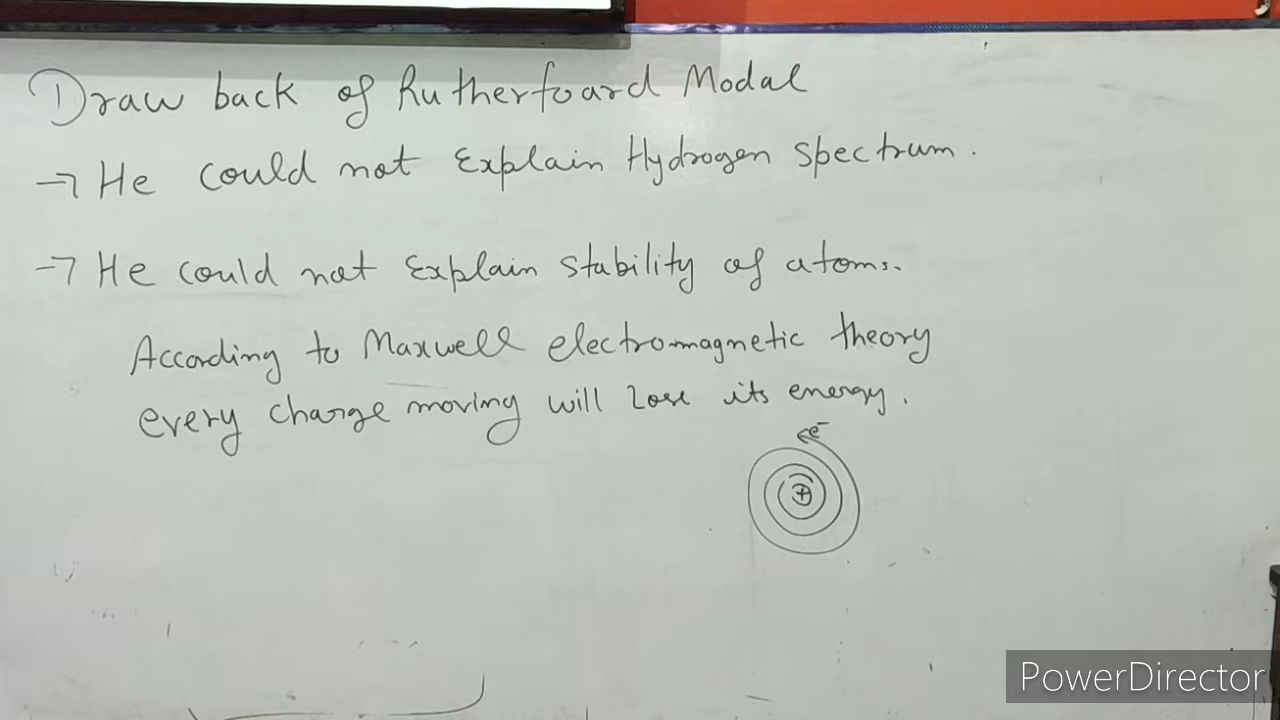 Draw back of Rutherfoard Modal
→ He could not Explain Hydrogen spectrum.
→ He could not Explain stability of atoms.
According to Maxwell electromagnetic theory
every charge moving will lose its energy.
e-
+
PowerDirector